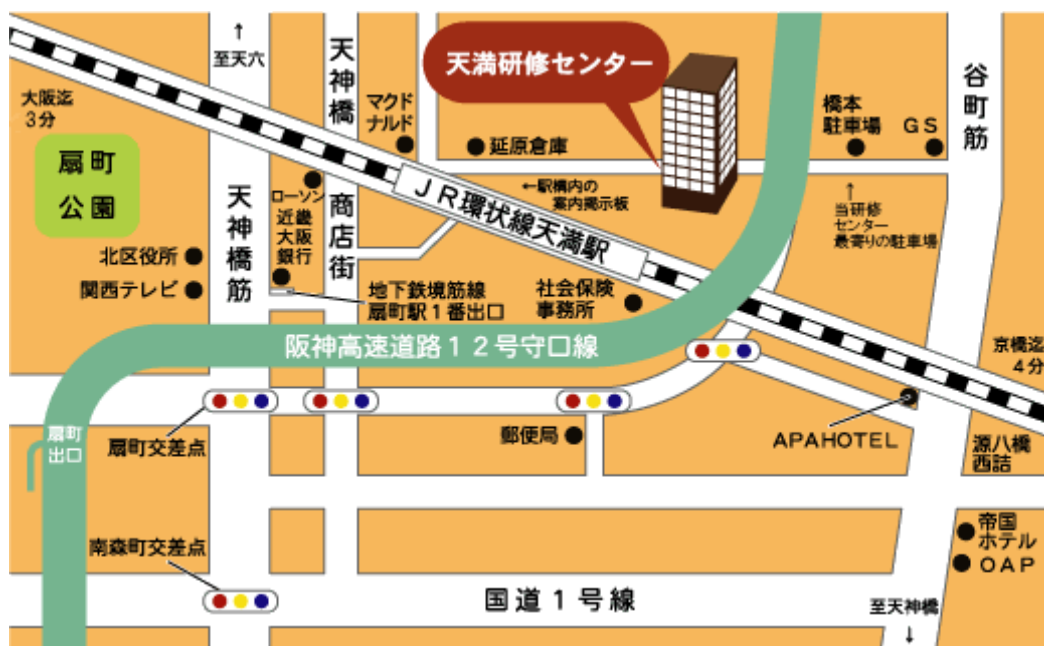 ↑
至天六
天神橋
商店街
マクド
ナルド
天満研修センター
谷町筋
大阪迄
3分
扇町
公園
延原倉庫
橋本
駐車場
GS
天神橋筋
ローソン
近畿
大阪
銀行
JR環状線天満駅
←駅構内の
案内掲示板
↑
当研修
センター
最寄りの駐車場
北区役所
関西テレビ
地下鉄境筋線
扇町駅1番出口
社会保険
事務所
阪神高速道路12号守口線
京橋迄
4分
扇町
出口
扇町交差点
郵便局
APAHOTEL
源八橋
西詰
帝国
ホテル
OAP
南森町交差点
国道1号線
至天神橋
↓